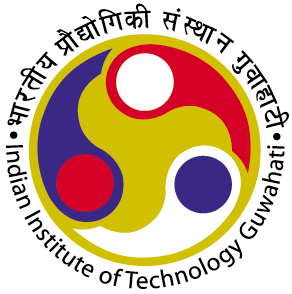 भारतीय प्रौद्योगिकी संस्थान गुवाहाटी
• Indian Institute of Technology Guwahati •